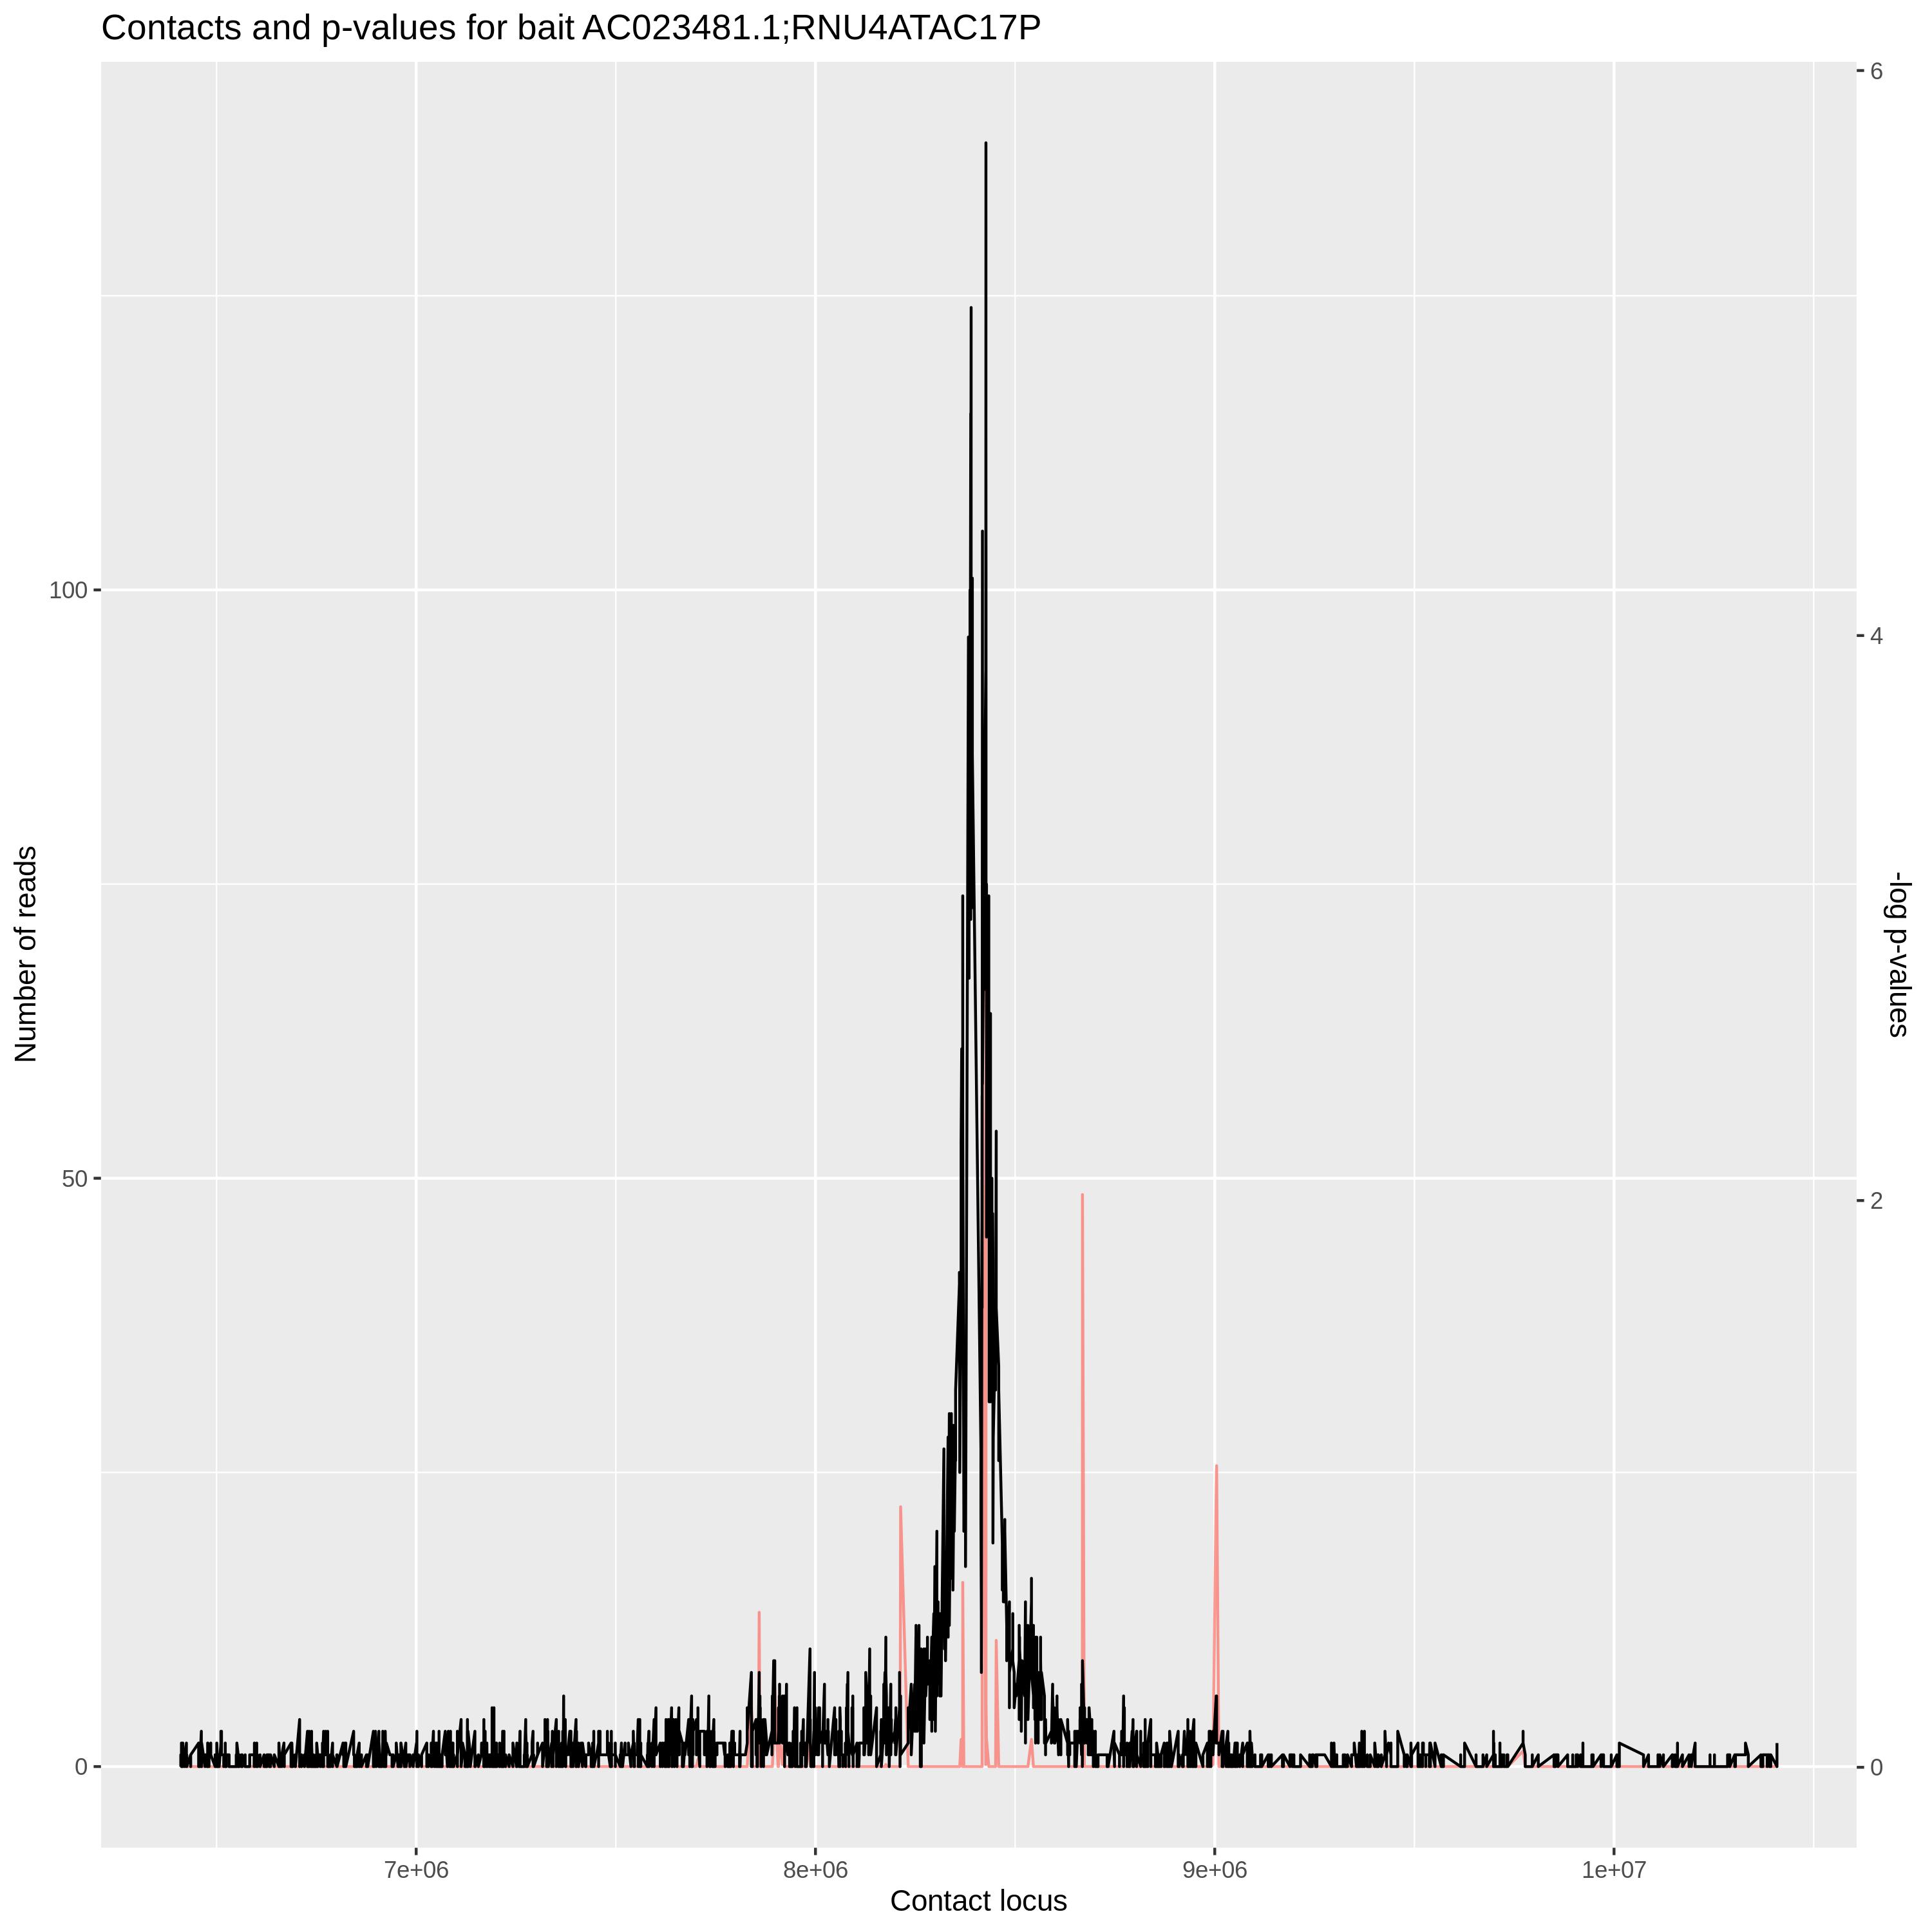 Contacts and p-values for bait AC023481.1;RNU4ATAC17P
6
100
4
Number of reads
-log p-values
50
2
0
0
7e+06
8e+06
9e+06
1e+07
Contact locus